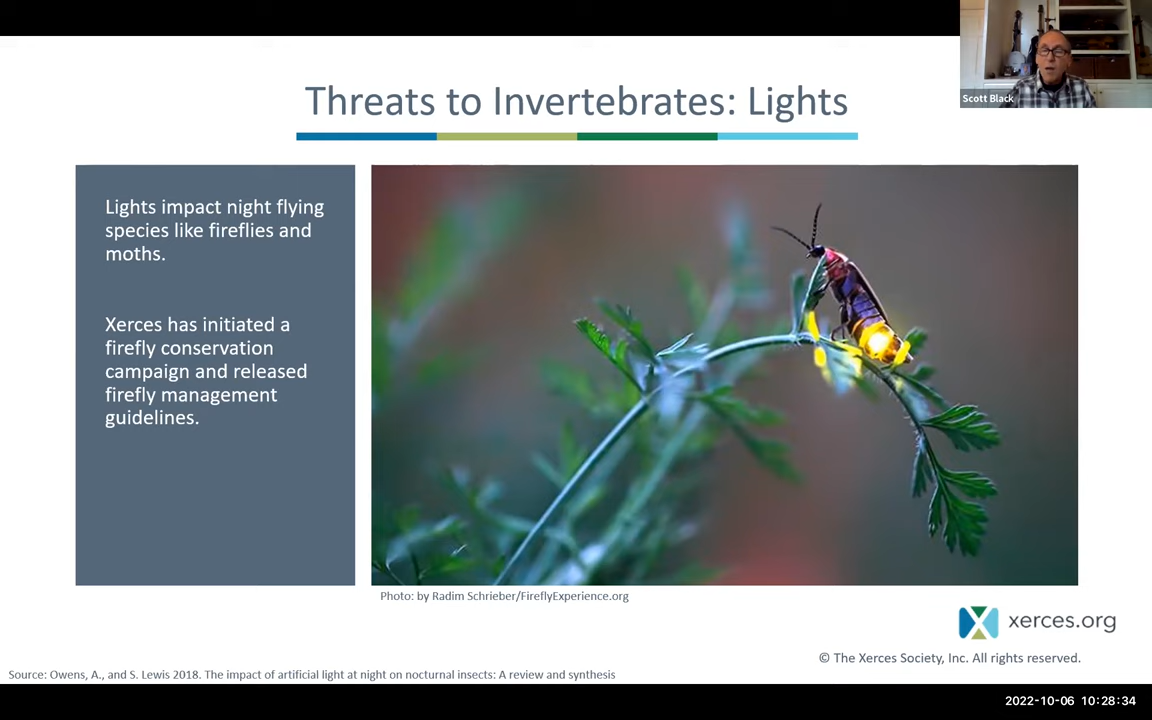 Scott Black
Threats to Invertebrates: Lights
Lights impact night flying
species like fireflies and
moths.
Xerces has initiated a
firefly conservation
campaign and released
firefly management
guidelines.
Photo: by Radim Schrieber/FireflyExperience.org
xerces.org
© The Xerces Society, Inc. All rights reserved.
Source: Owens, A., and S. Lewis 2018. The impact of artificial light at night on nocturnal insects: A review and synthesis
2022-10-06 10:28:34